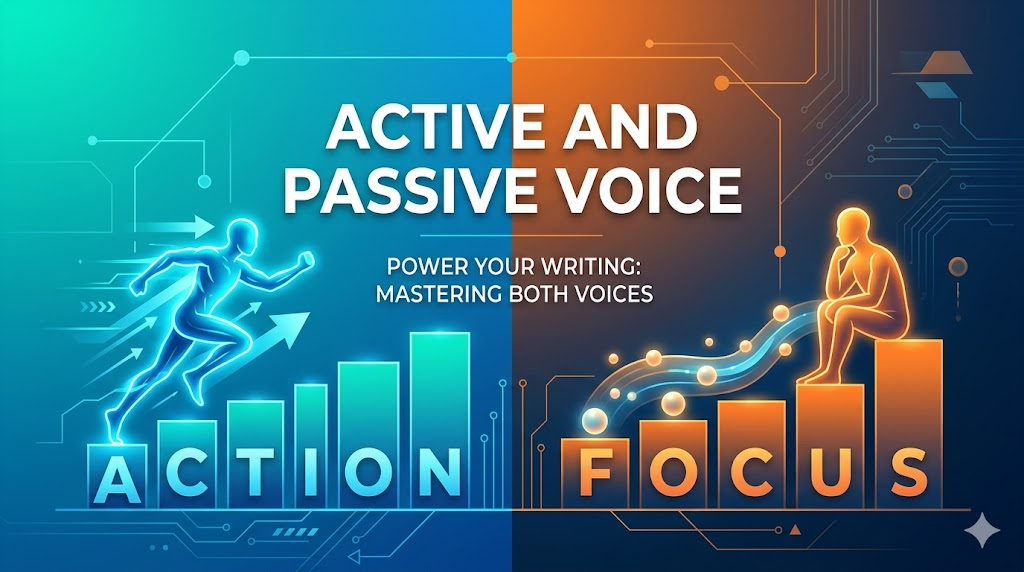 ACTIVE AND
PASSIVE VOICE
POWER YOUR WRITING:
MASTERING BOTH VOICES
ACTION
FOCUS